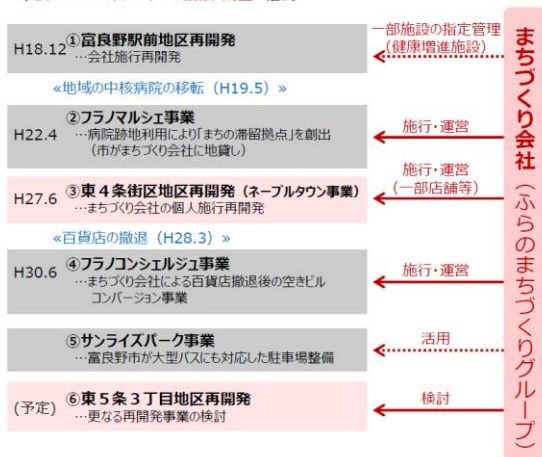 一部施設の指定管理
(健康増進施設)
H18.12
①富良野駅前地区再開発
…会社施行再開発
«地域の中核病院の移転（H19.5）»
H22.4
②フラノマルシェ事業
…病院跡地利用により「まちの滞留拠点」を創出
（市がまちづくり会社に地貸し）
施行・運営
H27.6
③東４条街区地区再開発（ネーブルタウン事業）
…まちづくり会社の個人施行再開発
施行・運営
(一部店舗等)
«百貨店の撤退（H28.3）»
H30.6
④フラノコンシェルジュ事業
…まちづくり会社による百貨店撤退後の空きビル
コンバージョン事業
施行・運営
⑤サンライズパーク事業
…富良野市が大型バスにも対応した駐車場整備
活用
(予定)
⑥東５条３丁目地区再開発
…更なる再開発事業の検討
検討
まちづくり会社（ふらのまちづくりグループ）